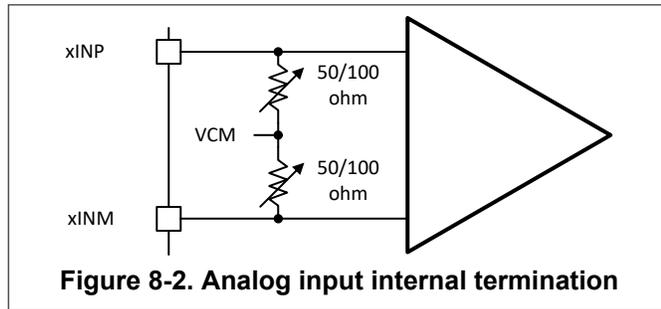 xINP
50/100
ohm
VCM
50/100
ohm
xINM
Figure 8-2. Analog input internal termination